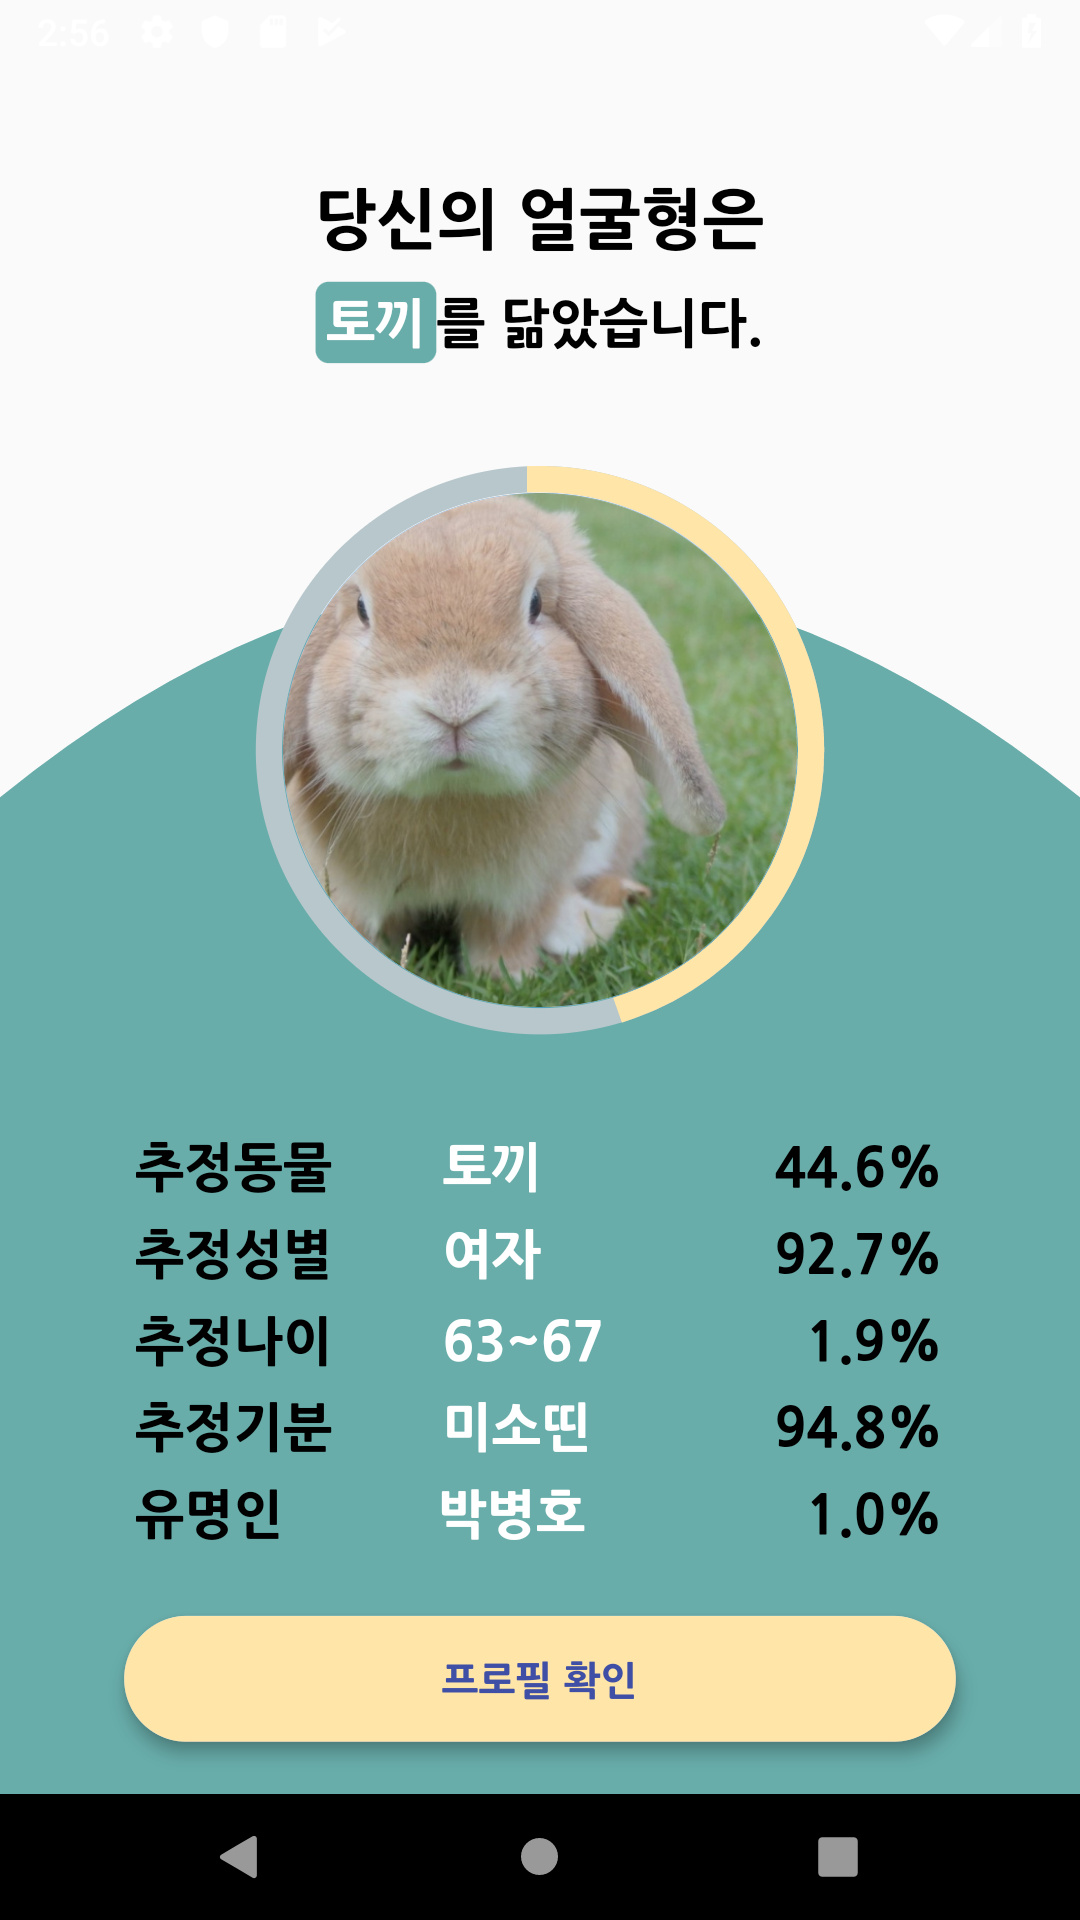 2:56
당신의 얼굴형은
토끼를 닮았습니다.
추정동물 토끼 44.6%
추정성별 여자 92.7%
추정나이 63~67 1.9%
추정기분 미소띤 94.8%
유명인 박병호 1.0%
프로필 확인